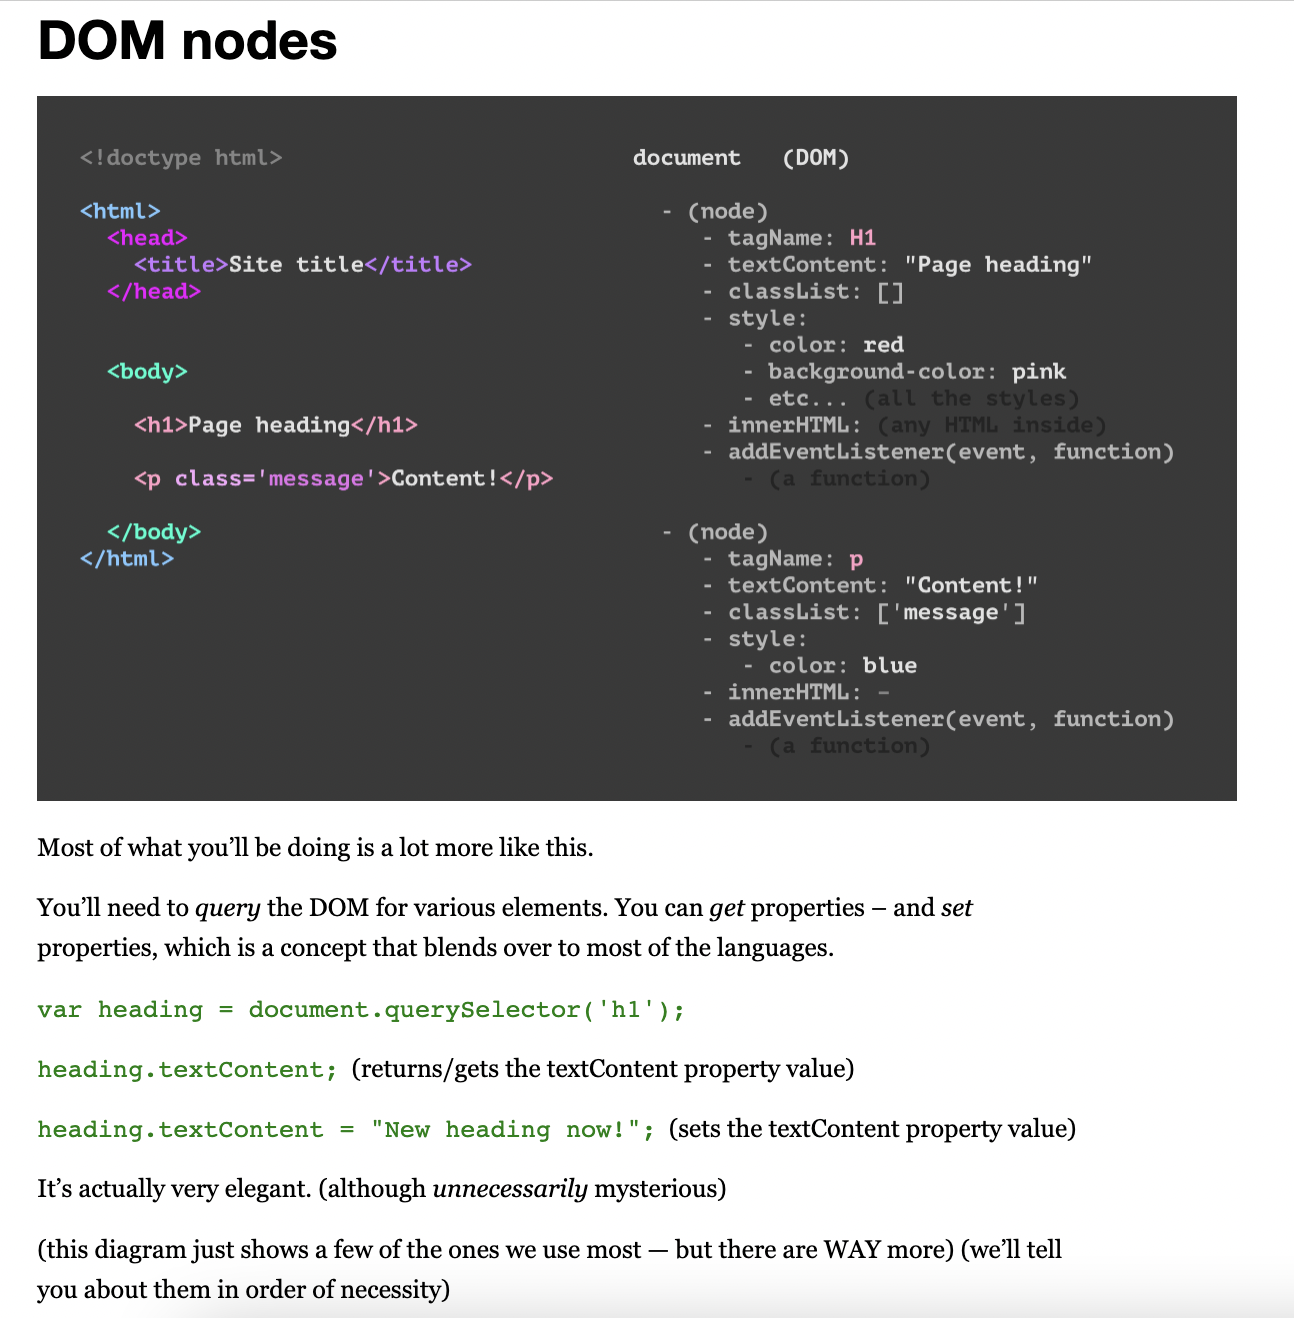 DOM nodes
<!doctype html>
<html>
<head>
<title>Site title</title>
</head>
<body>
<h1>Page heading</h1>
<p class='message'>Content!</p>
</body>
</html>
document (DOM)
- (node)
- tagName: H1
- textContent: "Page heading"
- classList: []
- style:
- color: red
- background-color: pink
- etc... (all the styles)
- innerHTML: (any HTML inside)
- addEventListener(event, function)
- (a function)
- (node)
- tagName: p
- textContent: "Content!"
- classList: ['message']
- style:
- color: blue
- innerHTML: –
- addEventListener(event, function)
- (a function)
Most of what you’ll be doing is a lot more like this.
You’ll need to query the DOM for various elements. You can get properties – and set
properties, which is a concept that blends over to most of the languages.
var heading = document.querySelector('h1');
heading.textContent; (returns/gets the textContent property value)
heading.textContent = "New heading now!"; (sets the textContent property value)
It’s actually very elegant. (although unnecessarily mysterious)
(this diagram just shows a few of the ones we use most — but there are WAY more) (we’ll tell
you about them in order of necessity)